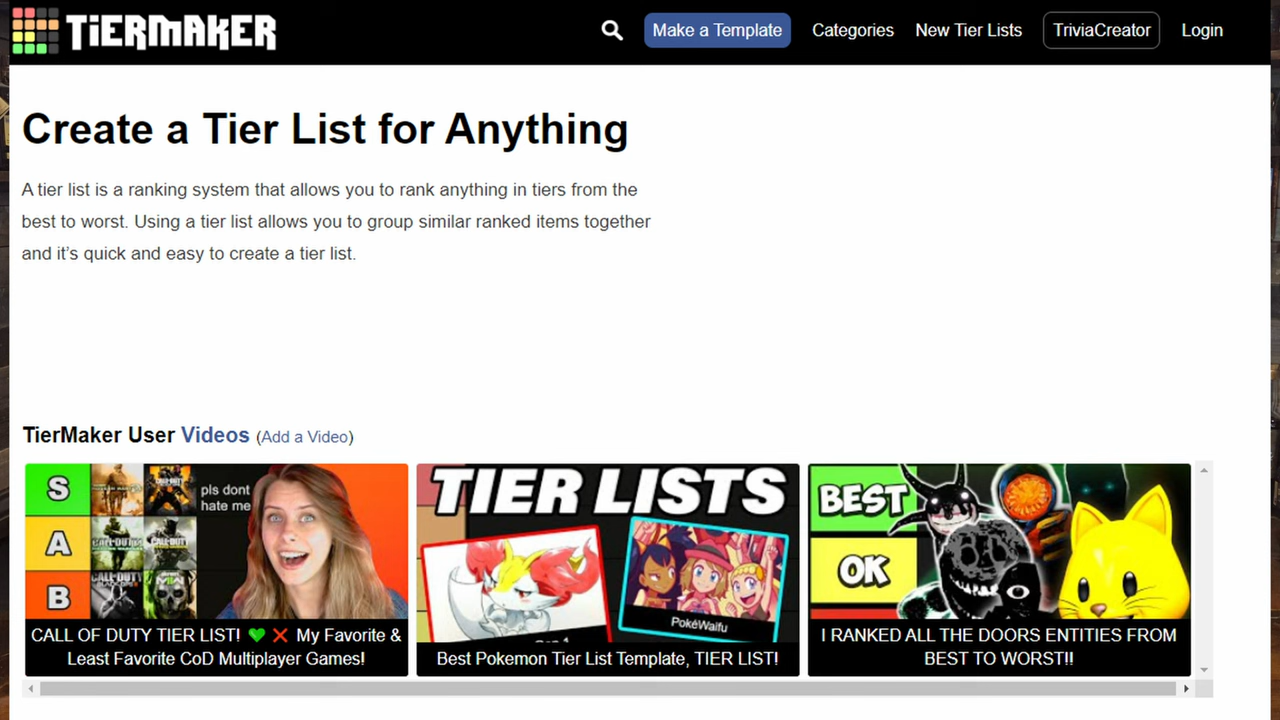 TiERMAKER
Make a Template
Categories
New Tier Lists
TriviaCreator
Login
Create a Tier List for Anything
A tier list is a ranking system that allows you to rank anything in tiers from the
best to worst. Using a tier list allows you to group similar ranked items together
and it’s quick and easy to create a tier list.
TierMaker User Videos (Add a Video)
S
A
B
pls dont
hate me
CALL OF DUTY TIER LIST! 💚 ❌ My Favorite &
Least Favorite CoD Multiplayer Games!
TIER LISTS
PokéWaifu
Best Pokemon Tier List Template, TIER LIST!
BEST
OK
I RANKED ALL THE DOORS ENTITIES FROM
BEST TO WORST!!